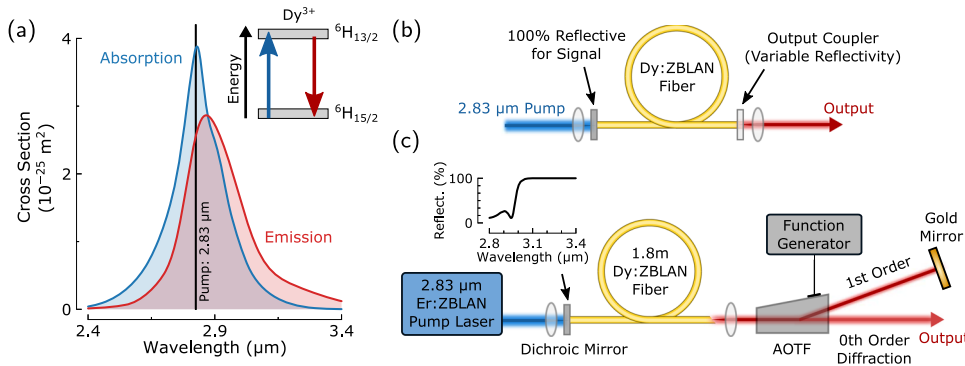 (a)
4
2
0
Cross Section
(10⁻²⁵ m²)
2.4
2.9
3.4
Wavelength (μm)
Absorption
Emission
Pump: 2.83 μm
Dy³⁺
Energy
⁶H₁₃/₂
⁶H₁₅/₂
(b)
100% Reflective
for Signal
Dy:ZBLAN
Fiber
Output Coupler
(Variable Reflectivity)
2.83 μm Pump
Output
(c)
Reflect. (%)
100
0
2.8
3.1
3.4
Wavelength (μm)
2.83 μm
Er:ZBLAN
Pump Laser
Dichroic Mirror
1.8m
Dy:ZBLAN
Fiber
Function
Generator
AOTF
1st Order
Gold
Mirror
0th Order
Diffraction
Output